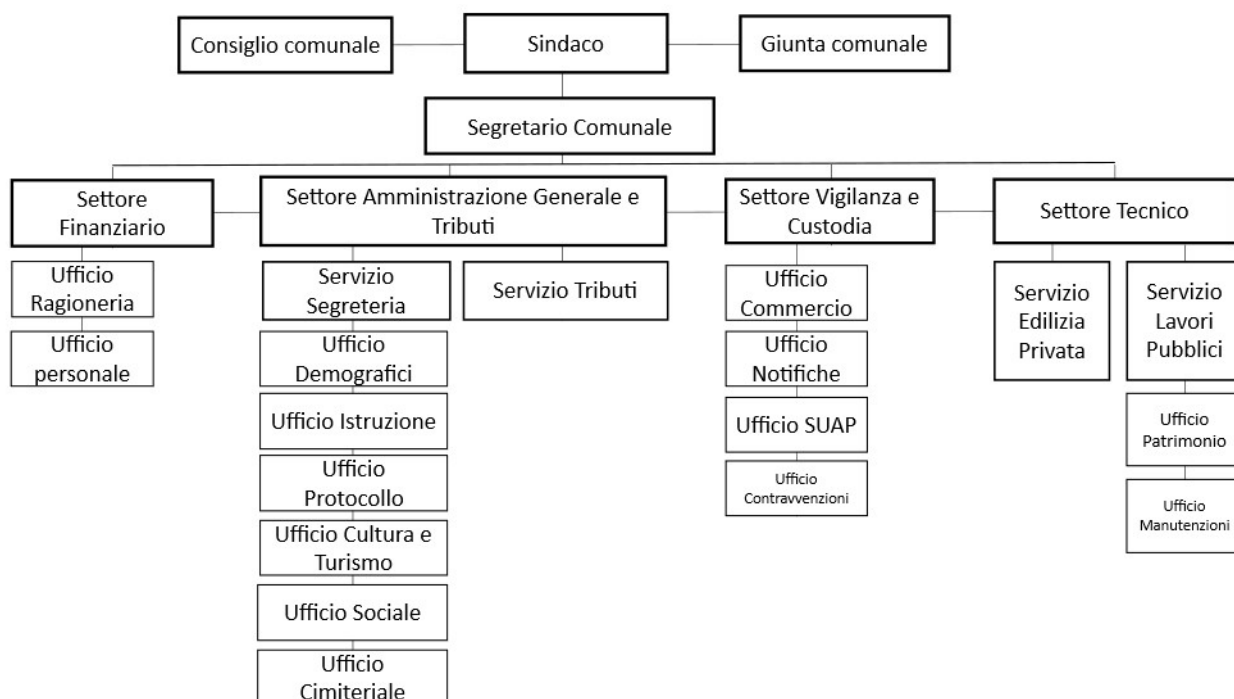 Consiglio comunale
Sindaco
Giunta comunale
Segretario Comunale
Settore
Finanziario
Settore Amministrazione Generale e
Tributi
Settore Vigilanza e
Custodia
Settore Tecnico
Ufficio
Ragioneria
Ufficio
personale
Servizio
Segreteria
Ufficio
Demografici
Ufficio Istruzione
Ufficio
Protocollo
Ufficio Cultura e
Turismo
Ufficio Sociale
Ufficio
Cimiteriale
Servizio Tributi
Ufficio
Commercio
Ufficio
Notifiche
Ufficio SUAP
Ufficio
Contravvenzioni
Servizio
Edilizia
Privata
Servizio
Lavori
Pubblici
Ufficio
Patrimonio
Ufficio
Manutenzioni